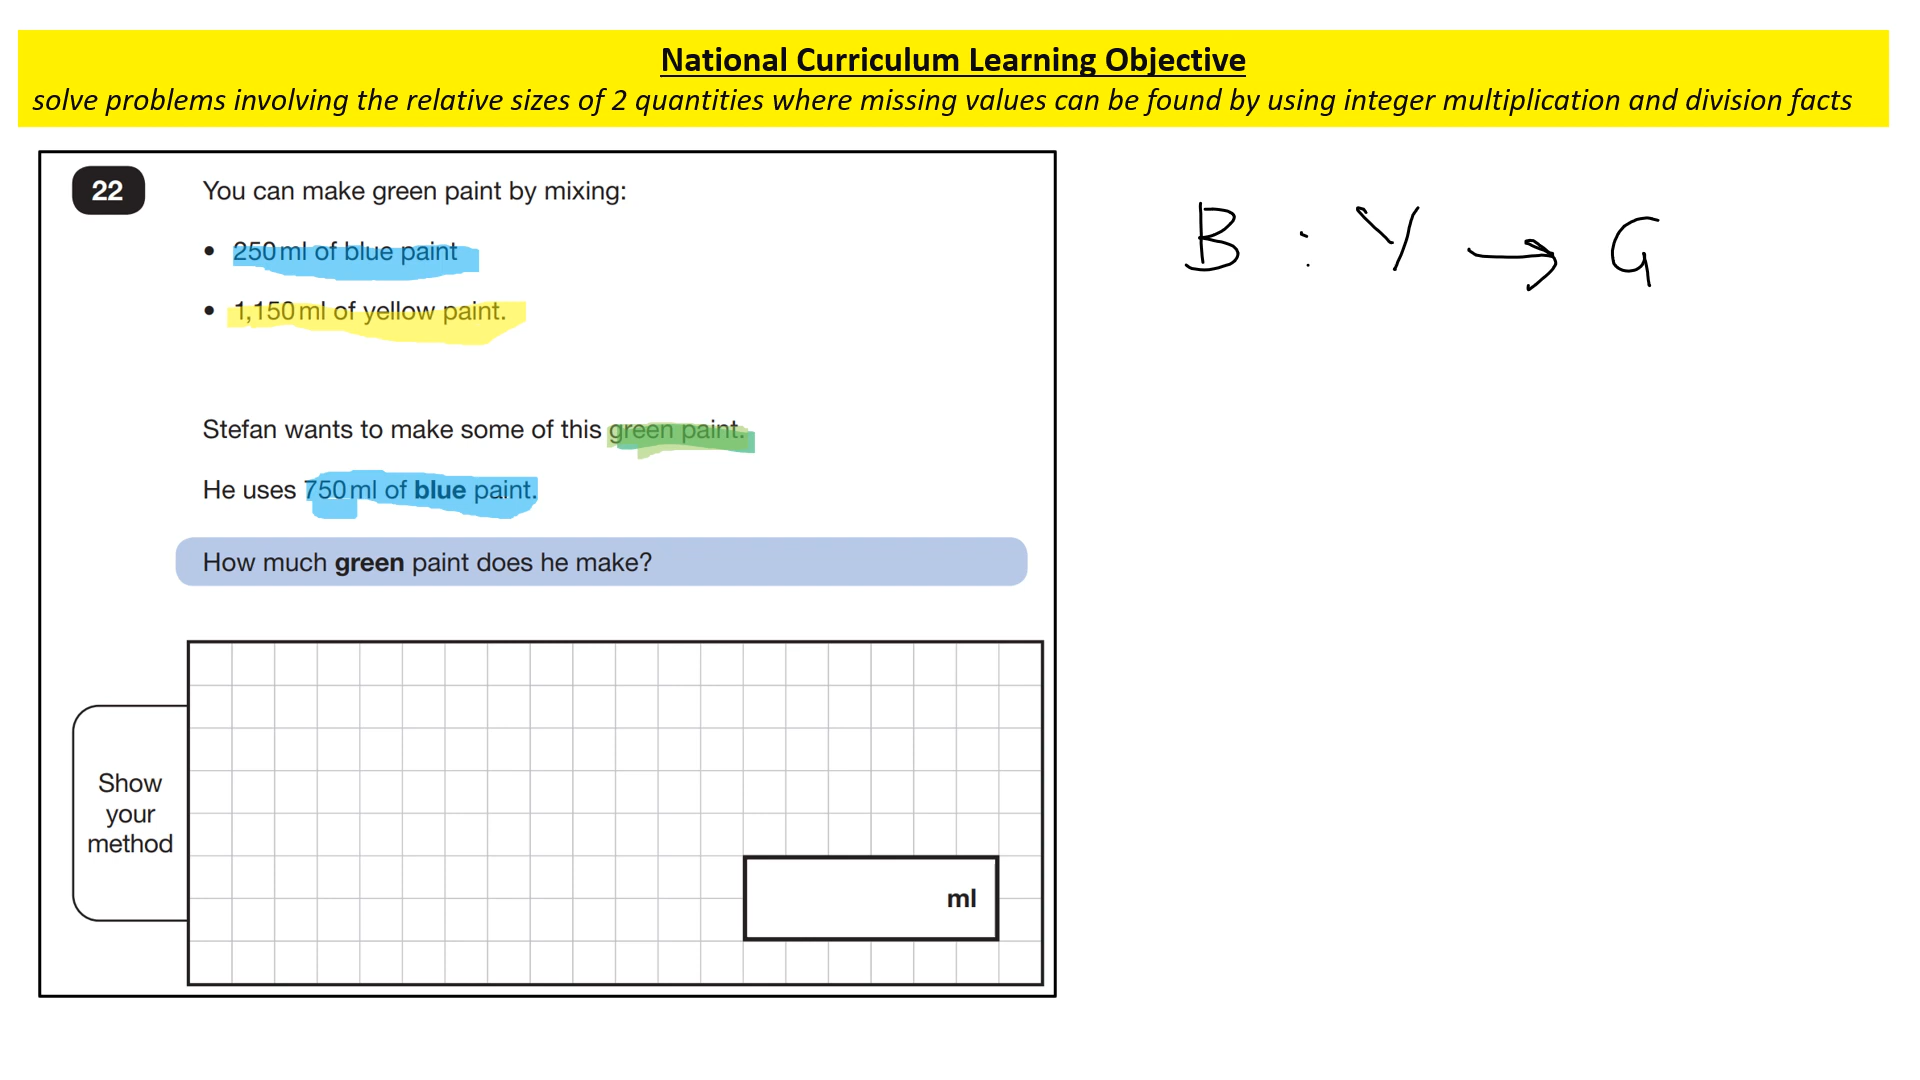 National Curriculum Learning Objective
solve problems involving the relative sizes of 2 quantities where missing values can be found by using integer multiplication and division facts
22
You can make green paint by mixing:
• 250 ml of blue paint
• 1,150 ml of yellow paint.
Stefan wants to make some of this green paint.
He uses 750 ml of blue paint.
How much green paint does he make?
Show
your
method
ml
B : Y → G